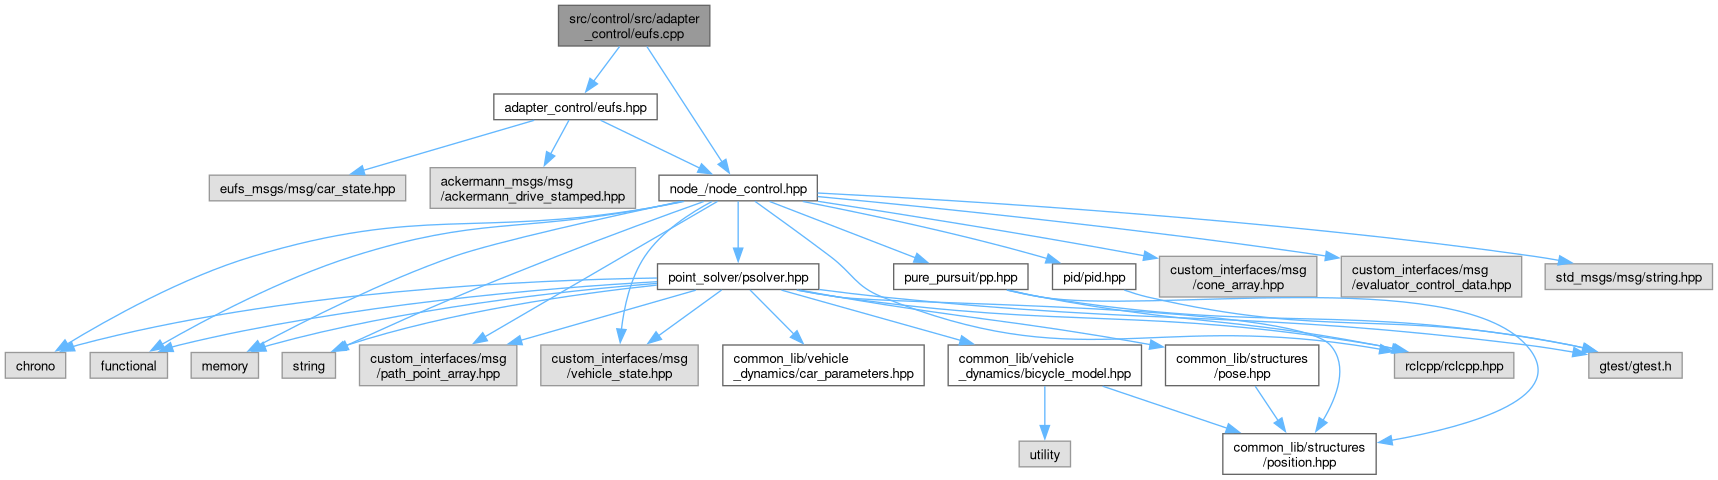 src/control/src/adapter
_control/eufs.cpp
adapter_control/eufs.hpp
eufs_msgs/msg/car_state.hpp
ackermann_msgs/msg
/ackermann_drive_stamped.hpp
node_/node_control.hpp
point_solver/psolver.hpp
pure_pursuit/pp.hpp
pid/pid.hpp
custom_interfaces/msg
/cone_array.hpp
custom_interfaces/msg
/evaluator_control_data.hpp
std_msgs/msg/string.hpp
chrono
functional
memory
string
custom_interfaces/msg
/path_point_array.hpp
custom_interfaces/msg
/vehicle_state.hpp
common_lib/vehicle
_dynamics/car_parameters.hpp
common_lib/vehicle
_dynamics/bicycle_model.hpp
common_lib/structures
/pose.hpp
rclcpp/rclcpp.hpp
gtest/gtest.h
utility
common_lib/structures
/position.hpp